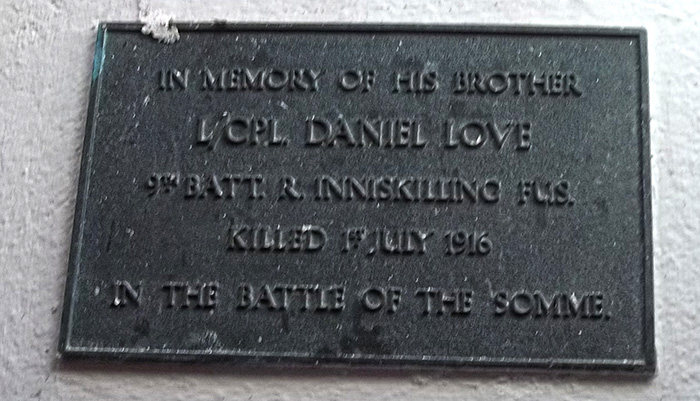 IN MEMORY OF HIS BROTHER
L/CPL. DANIEL LOVE
9TH BATT. R. INNISKILLING FUS.
KILLED 1ST JULY 1916
IN THE BATTLE OF THE SOMME.